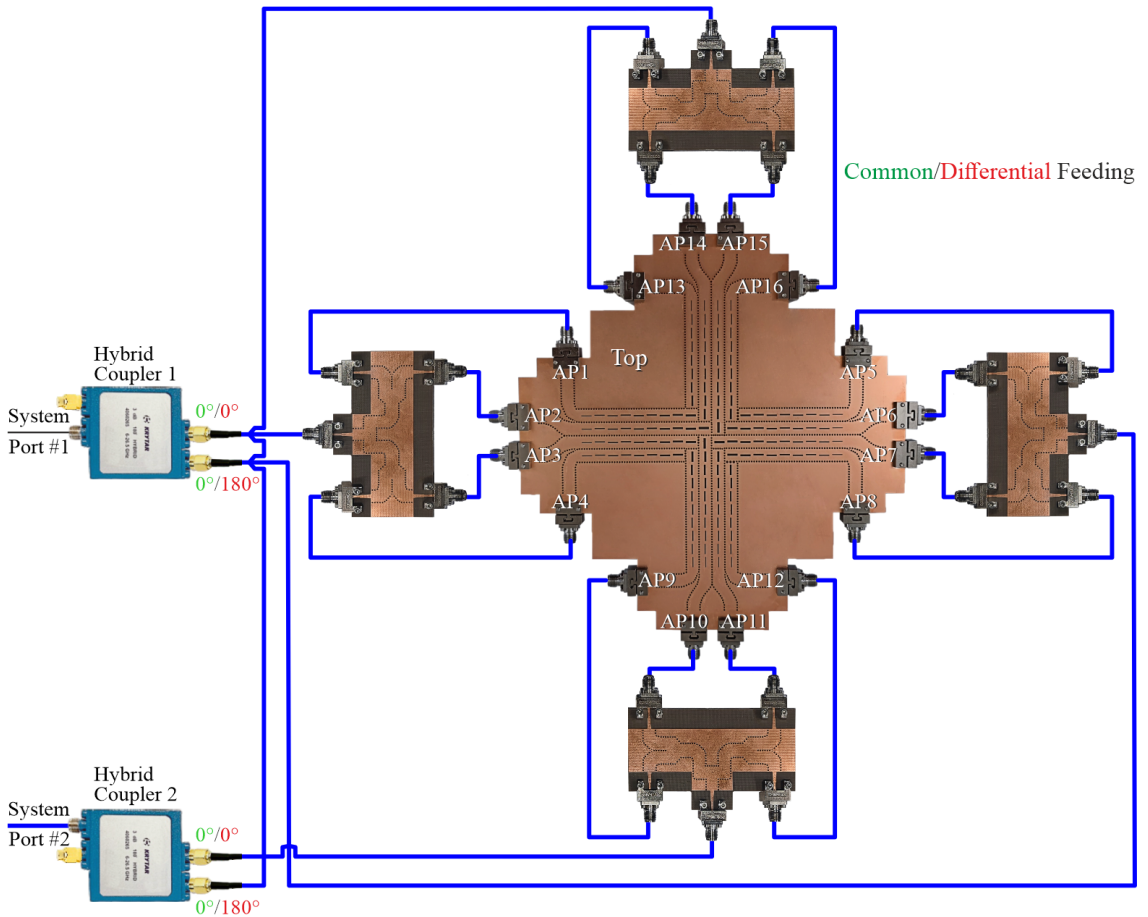 Common/Differential Feeding
AP14 AP15
AP13 AP16
Top
Hybrid
Coupler 1
AP1 AP5
System
Port #1
0°/0°
0°/180°
KRYTAR
AP2 AP6
AP3 AP7
AP4 AP8
AP9 AP12
AP10 AP11
Hybrid
Coupler 2
System
Port #2
0°/0°
0°/180°
KRYTAR